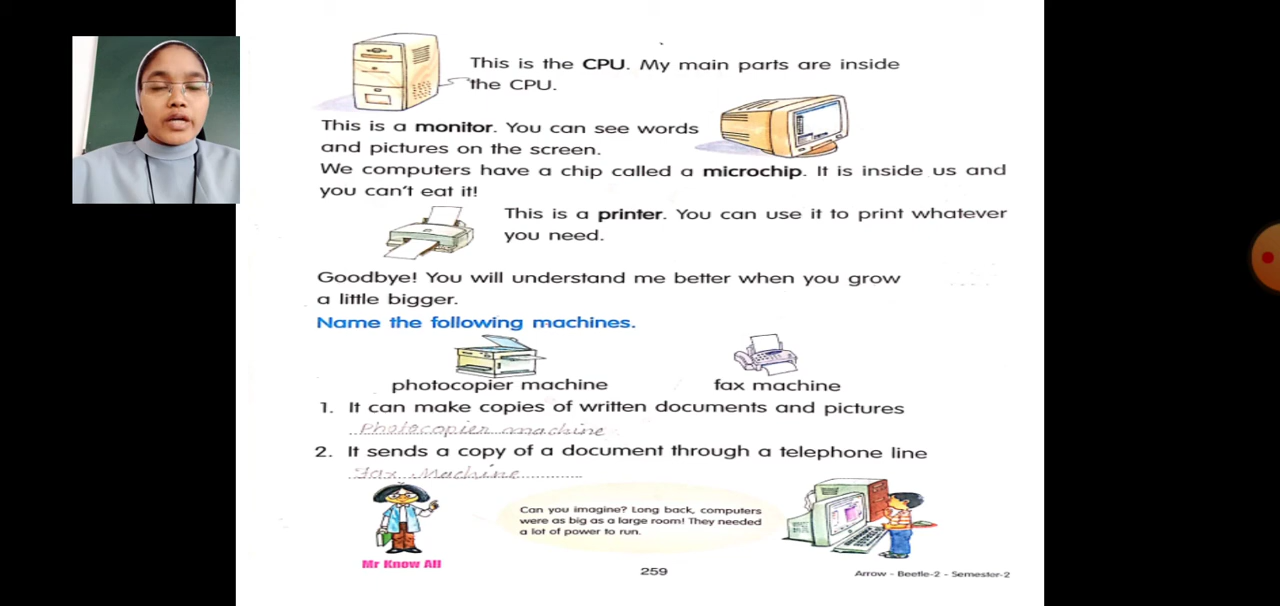 This is the CPU. My main parts are inside
the CPU.
This is a monitor. You can see words
and pictures on the screen.
We computers have a chip called a microchip. It is inside us and
you can't eat it!
This is a printer. You can use it to print whatever
you need.
Goodbye! You will understand me better when you grow
a little bigger.
Name the following machines.
photocopier machine
fax machine
1. It can make copies of written documents and pictures
Photocopier machine
2. It sends a copy of a document through a telephone line
Fax Machine
Can you imagine? Long back, computers
were as big as a large room! They needed
a lot of power to run.
Mr Know All
259
Arrow - Beetle-2 - Semester-2